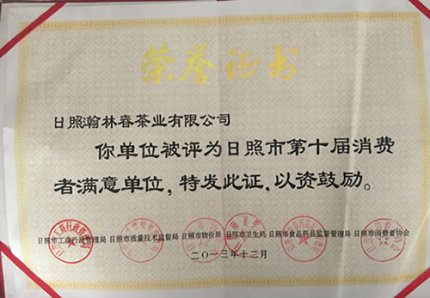 荣誉证书
日照瀚林春茶业有限公司
你单位被评为日照市第十届消费
者满意单位，特发此证，以资鼓励。
日照市工商行政管理局 日照市质量技术监督局 日照市物价局 日照市卫生局 日照市食品药品监督管理局 日照市消费者协会
二〇一三年十二月